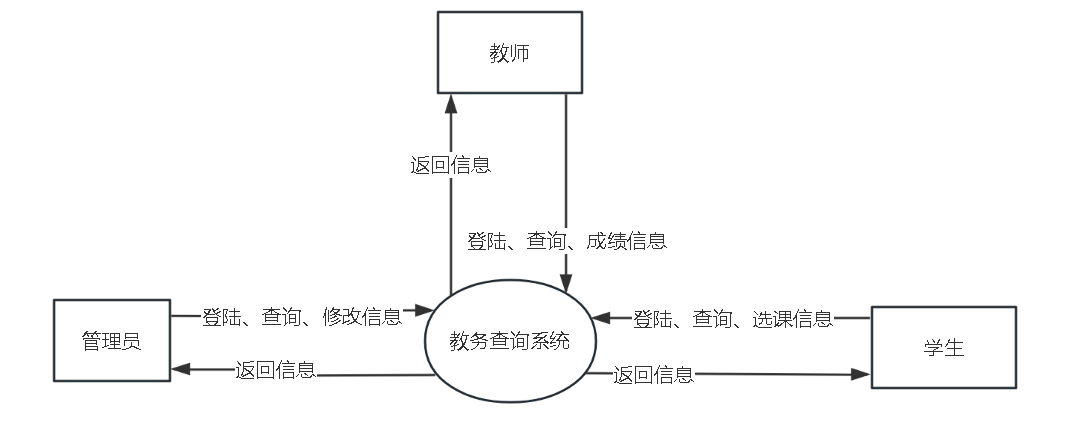 教师
返回信息
登陆、查询、成绩信息
登陆、查询、修改信息
登陆、查询、选课信息
管理员
教务查询系统
学生
返回信息
返回信息